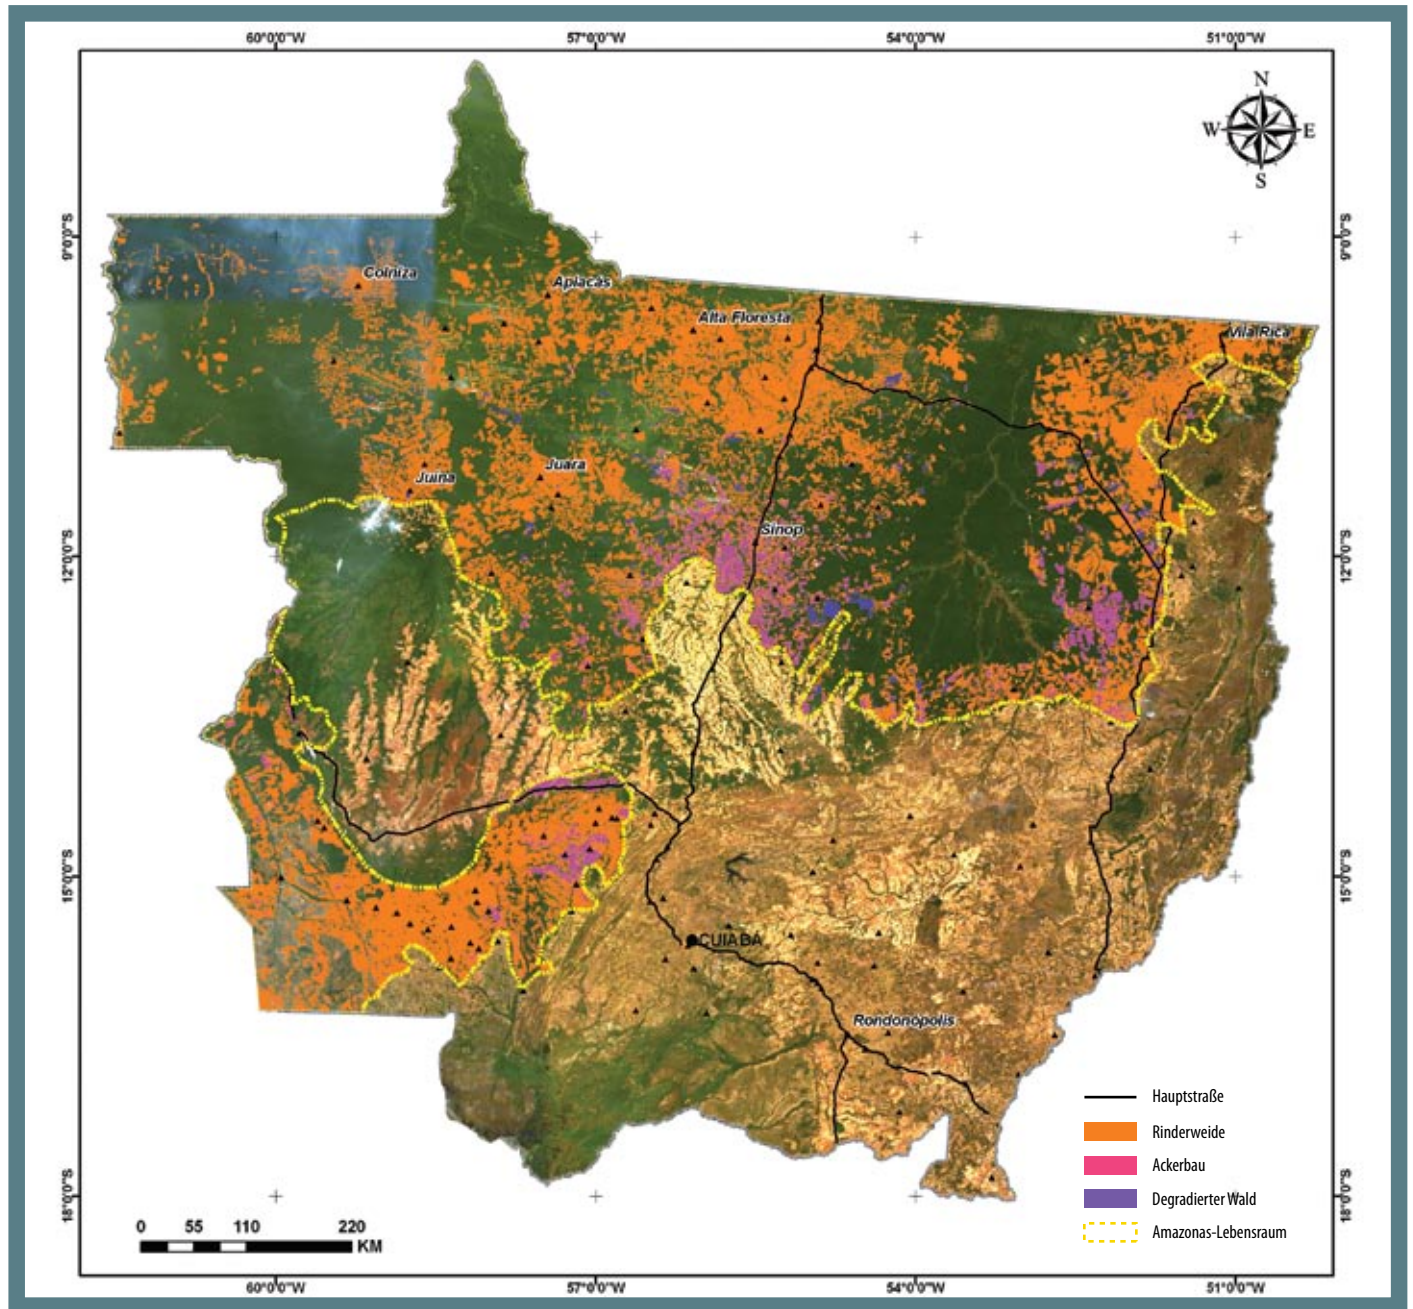 60°0'0"W 57°0'0"W 54°0'0"W 51°0'0"W
N
W E
S
9°0'0"S 9°0'0"S
Colniza
Apiacás
Alta Floresta
Vila Rica
Juína
Juara
Sinop
12°0'0"S 12°0'0"S
15°0'0"S 15°0'0"S
CUIABÁ
Rondonópolis
Hauptstraße
Rinderweide
Ackerbau
Degradierter Wald
Amazonas-Lebensraum
18°0'0"S 18°0'0"S
0 55 110 220
KM
60°0'0"W 57°0'0"W 54°0'0"W 51°0'0"W